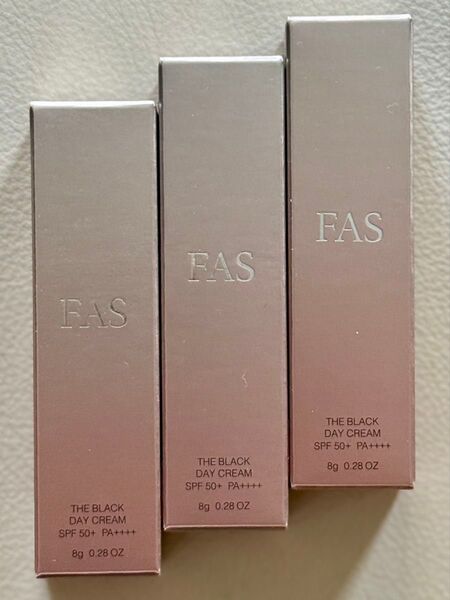 FAS
THE BLACK
DAY CREAM
SPF 50+ PA++++
8g 0.28 OZ
FAS
THE BLACK
DAY CREAM
SPF 50+ PA++++
8g 0.28 OZ
FAS
THE BLACK
DAY CREAM
SPF 50+ PA++++
8g 0.28 OZ